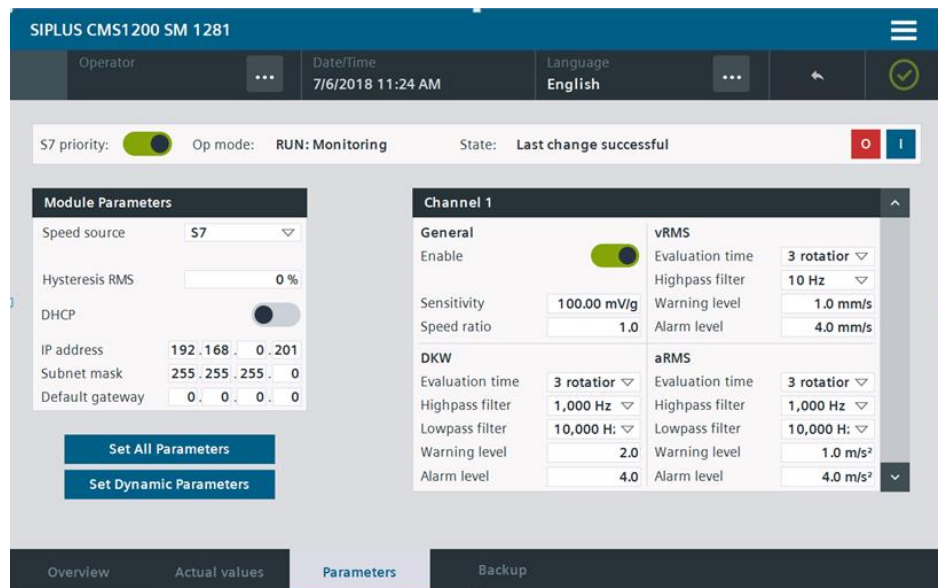 SIPLUS CMS1200 SM 1281
Operator
...
Date/Time
7/6/2018 11:24 AM
Language
English
...
S7 priority: Op mode: RUN: Monitoring State: Last change successful O I
Module Parameters
Speed source S7
Hysteresis RMS 0 %
DHCP
IP address 192 . 168 . 0 . 201
Subnet mask 255 . 255 . 255 . 0
Default gateway 0 . 0 . 0 . 0
Set All Parameters
Set Dynamic Parameters
Channel 1
General
Enable
Sensitivity 100.00 mV/g
Speed ratio 1.0
vRMS
Evaluation time 3 rotatior
Highpass filter 10 Hz
Warning level 1.0 mm/s
Alarm level 4.0 mm/s
DKW
Evaluation time 3 rotatior
Highpass filter 1,000 Hz
Lowpass filter 10,000 H:
Warning level 2.0
Alarm level 4.0
aRMS
Evaluation time 3 rotatior
Highpass filter 1,000 Hz
Lowpass filter 10,000 H:
Warning level 1.0 m/s²
Alarm level 4.0 m/s²
Overview Actual values Parameters Backup